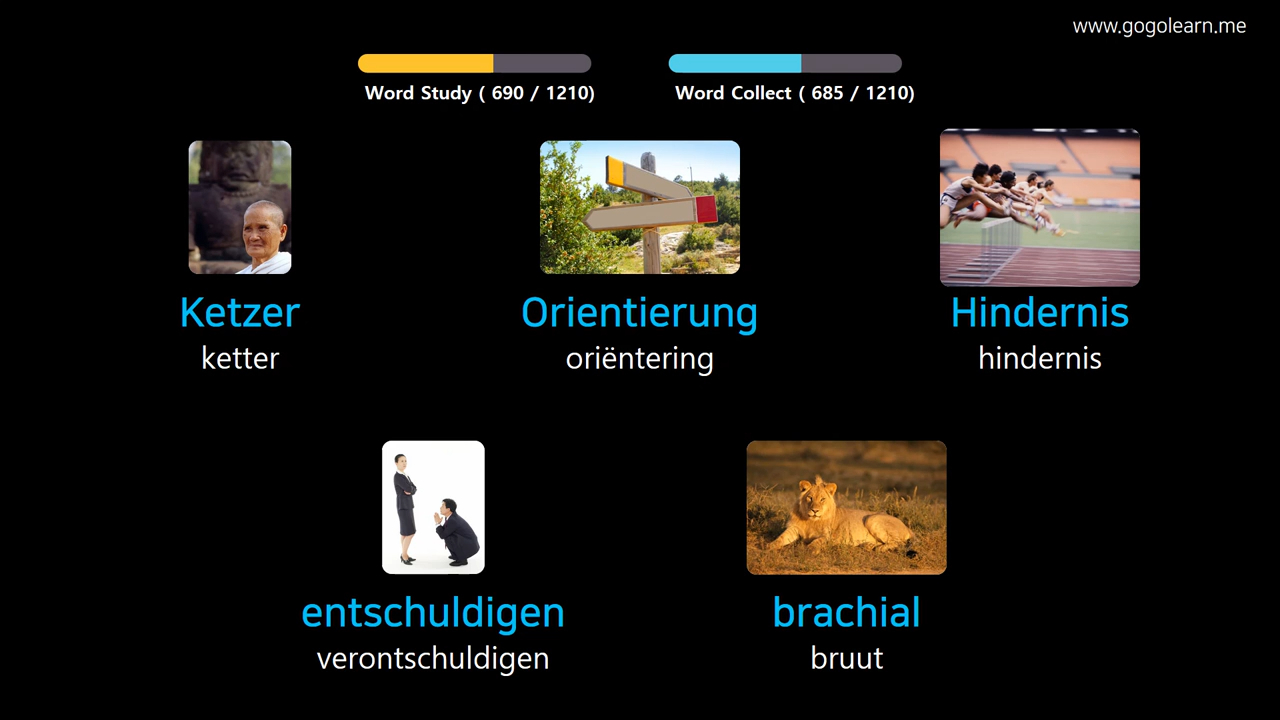 www.gogolearn.me
Word Study ( 690 / 1210)
Word Collect ( 685 / 1210)
Ketzer
ketter
Orientierung
oriëntering
Hindernis
hindernis
entschuldigen
verontschuldigen
brachial
bruut